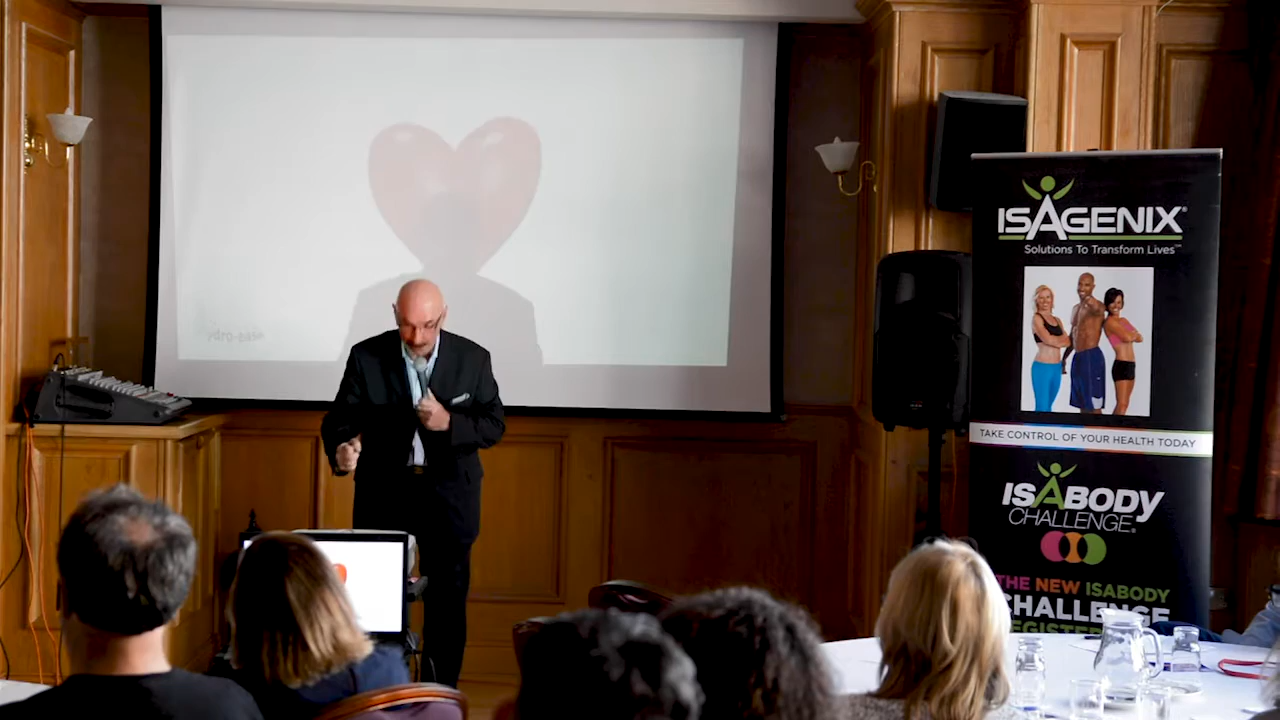 ISAGENIX®
Solutions To Transform Lives™
TAKE CONTROL OF YOUR HEALTH TODAY
ISABODY
CHALLENGE®
THE NEW ISABODY
CHALLENGE